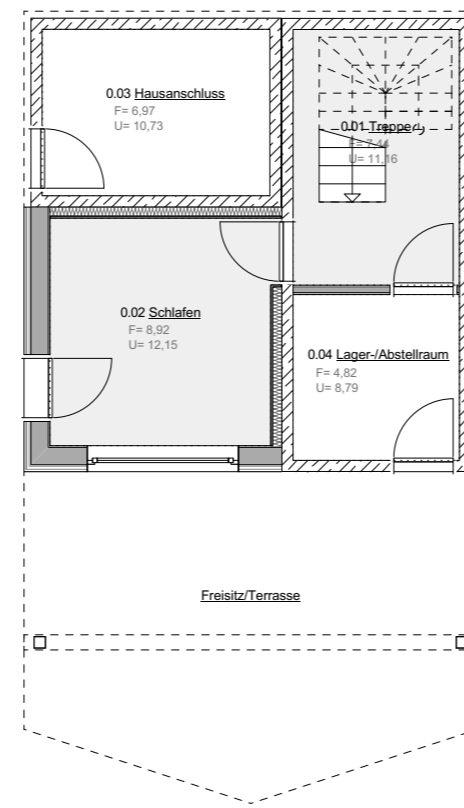 0.03 Hausanschluss
F= 6,97
U= 10,73
0.01 Treppe
F= 7,44
U= 11,16
0.02 Schlafen
F= 8,92
U= 12,15
0.04 Lager-/Abstellraum
F= 4,82
U= 8,79
Freisitz/Terrasse